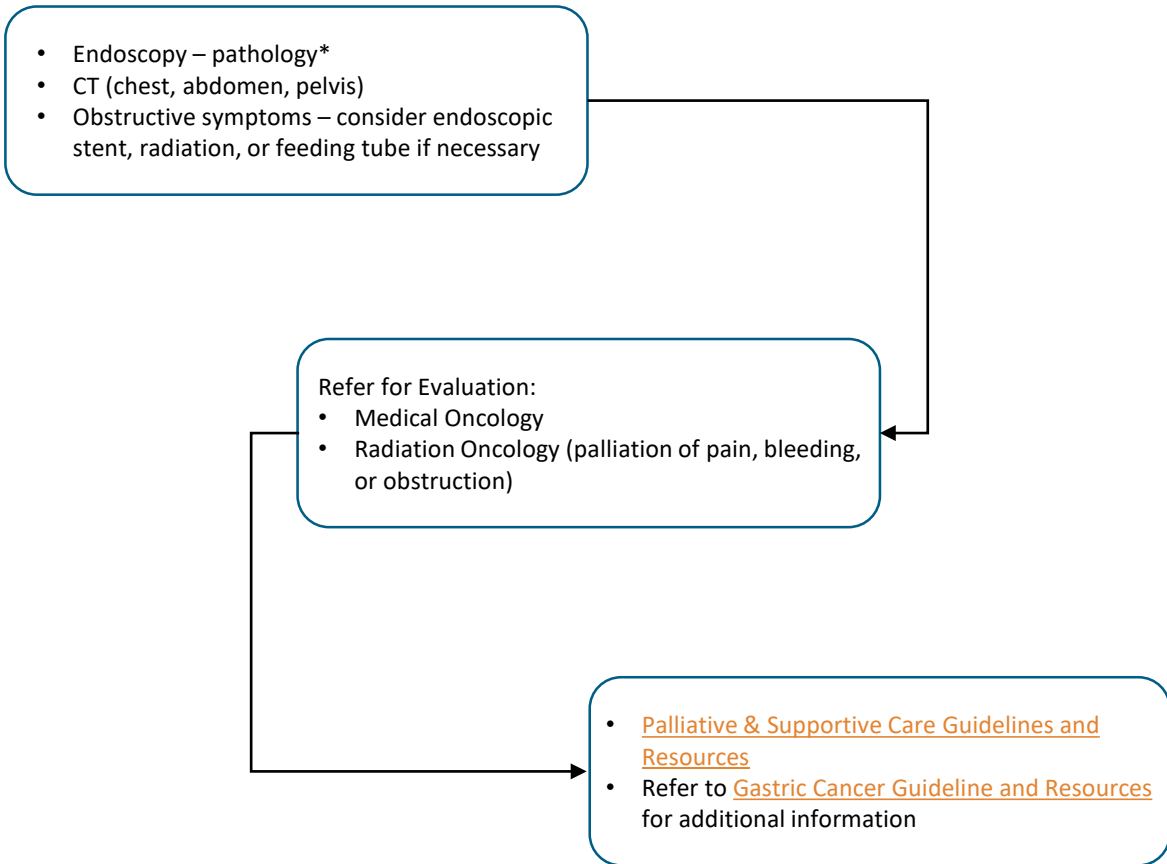 • Endoscopy – pathology*
• CT (chest, abdomen, pelvis)
• Obstructive symptoms – consider endoscopic
stent, radiation, or feeding tube if necessary
Refer for Evaluation:
• Medical Oncology
• Radiation Oncology (palliation of pain, bleeding,
or obstruction)
• Palliative & Supportive Care Guidelines and
Resources
• Refer to Gastric Cancer Guideline and Resources
for additional information